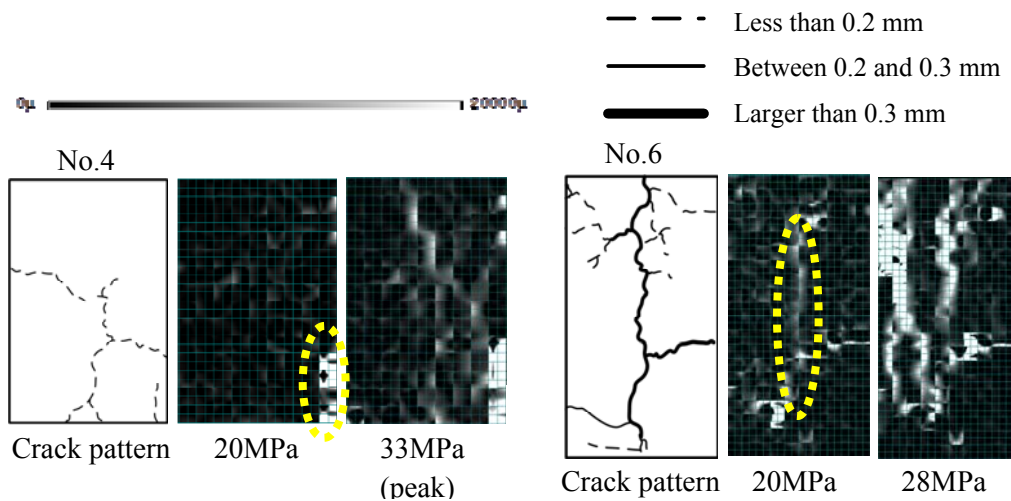 Less than 0.2 mm
Between 0.2 and 0.3 mm
Larger than 0.3 mm
0μ
20000μ
No.4
No.6
Crack pattern
20MPa
33MPa
(peak)
Crack pattern
20MPa
28MPa